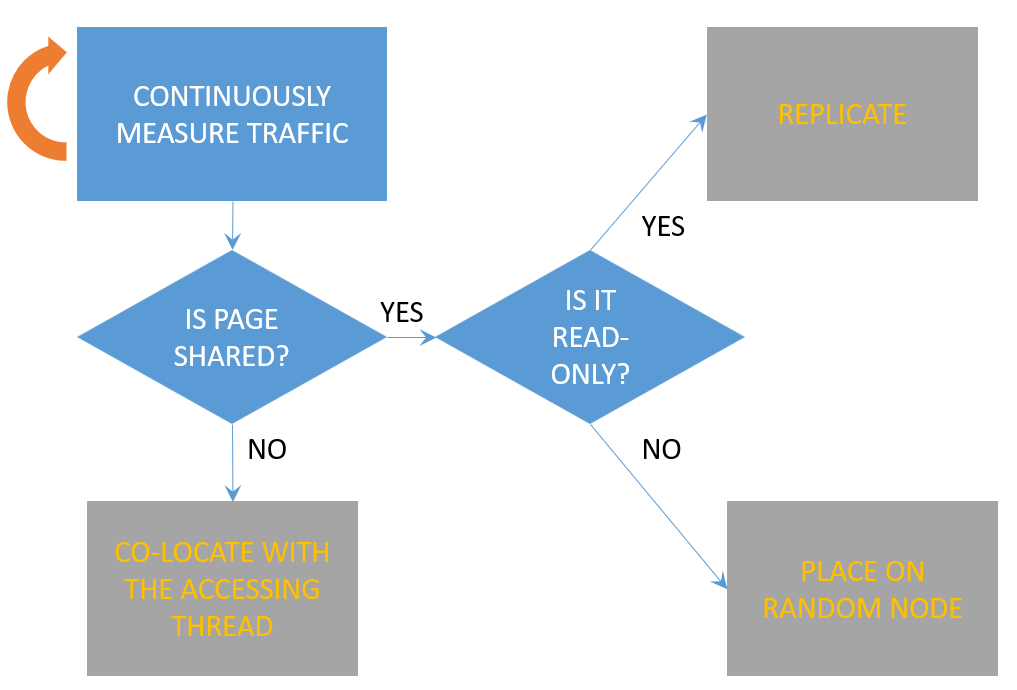 CONTINUOUSLY
MEASURE TRAFFIC
REPLICATE
YES
IS PAGE
SHARED?
YES
IS IT
READ-
ONLY?
NO
NO
CO-LOCATE WITH
THE ACCESSING
THREAD
PLACE ON
RANDOM NODE